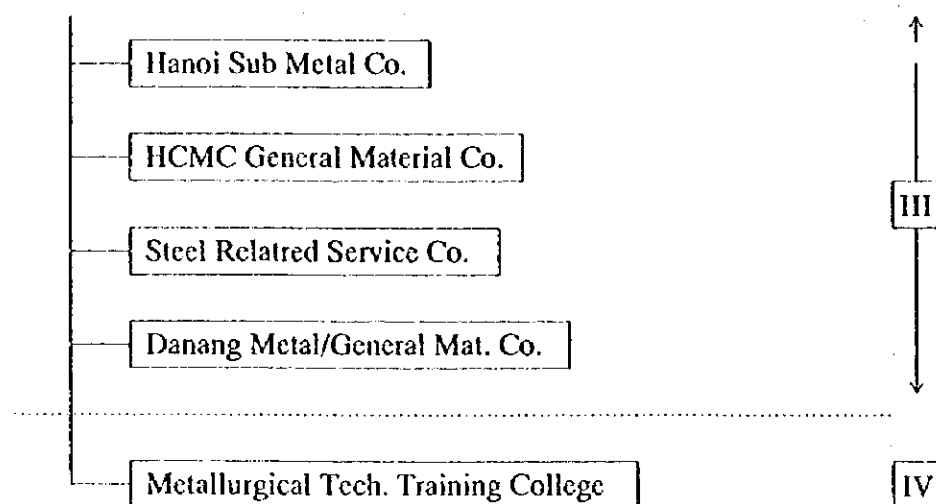 Hanoi Sub Metal Co.
HCMC General Material Co.
III
Steel Relatred Service Co.
Danang Metal/General Mat. Co.
Metallurgical Tech. Training College
IV